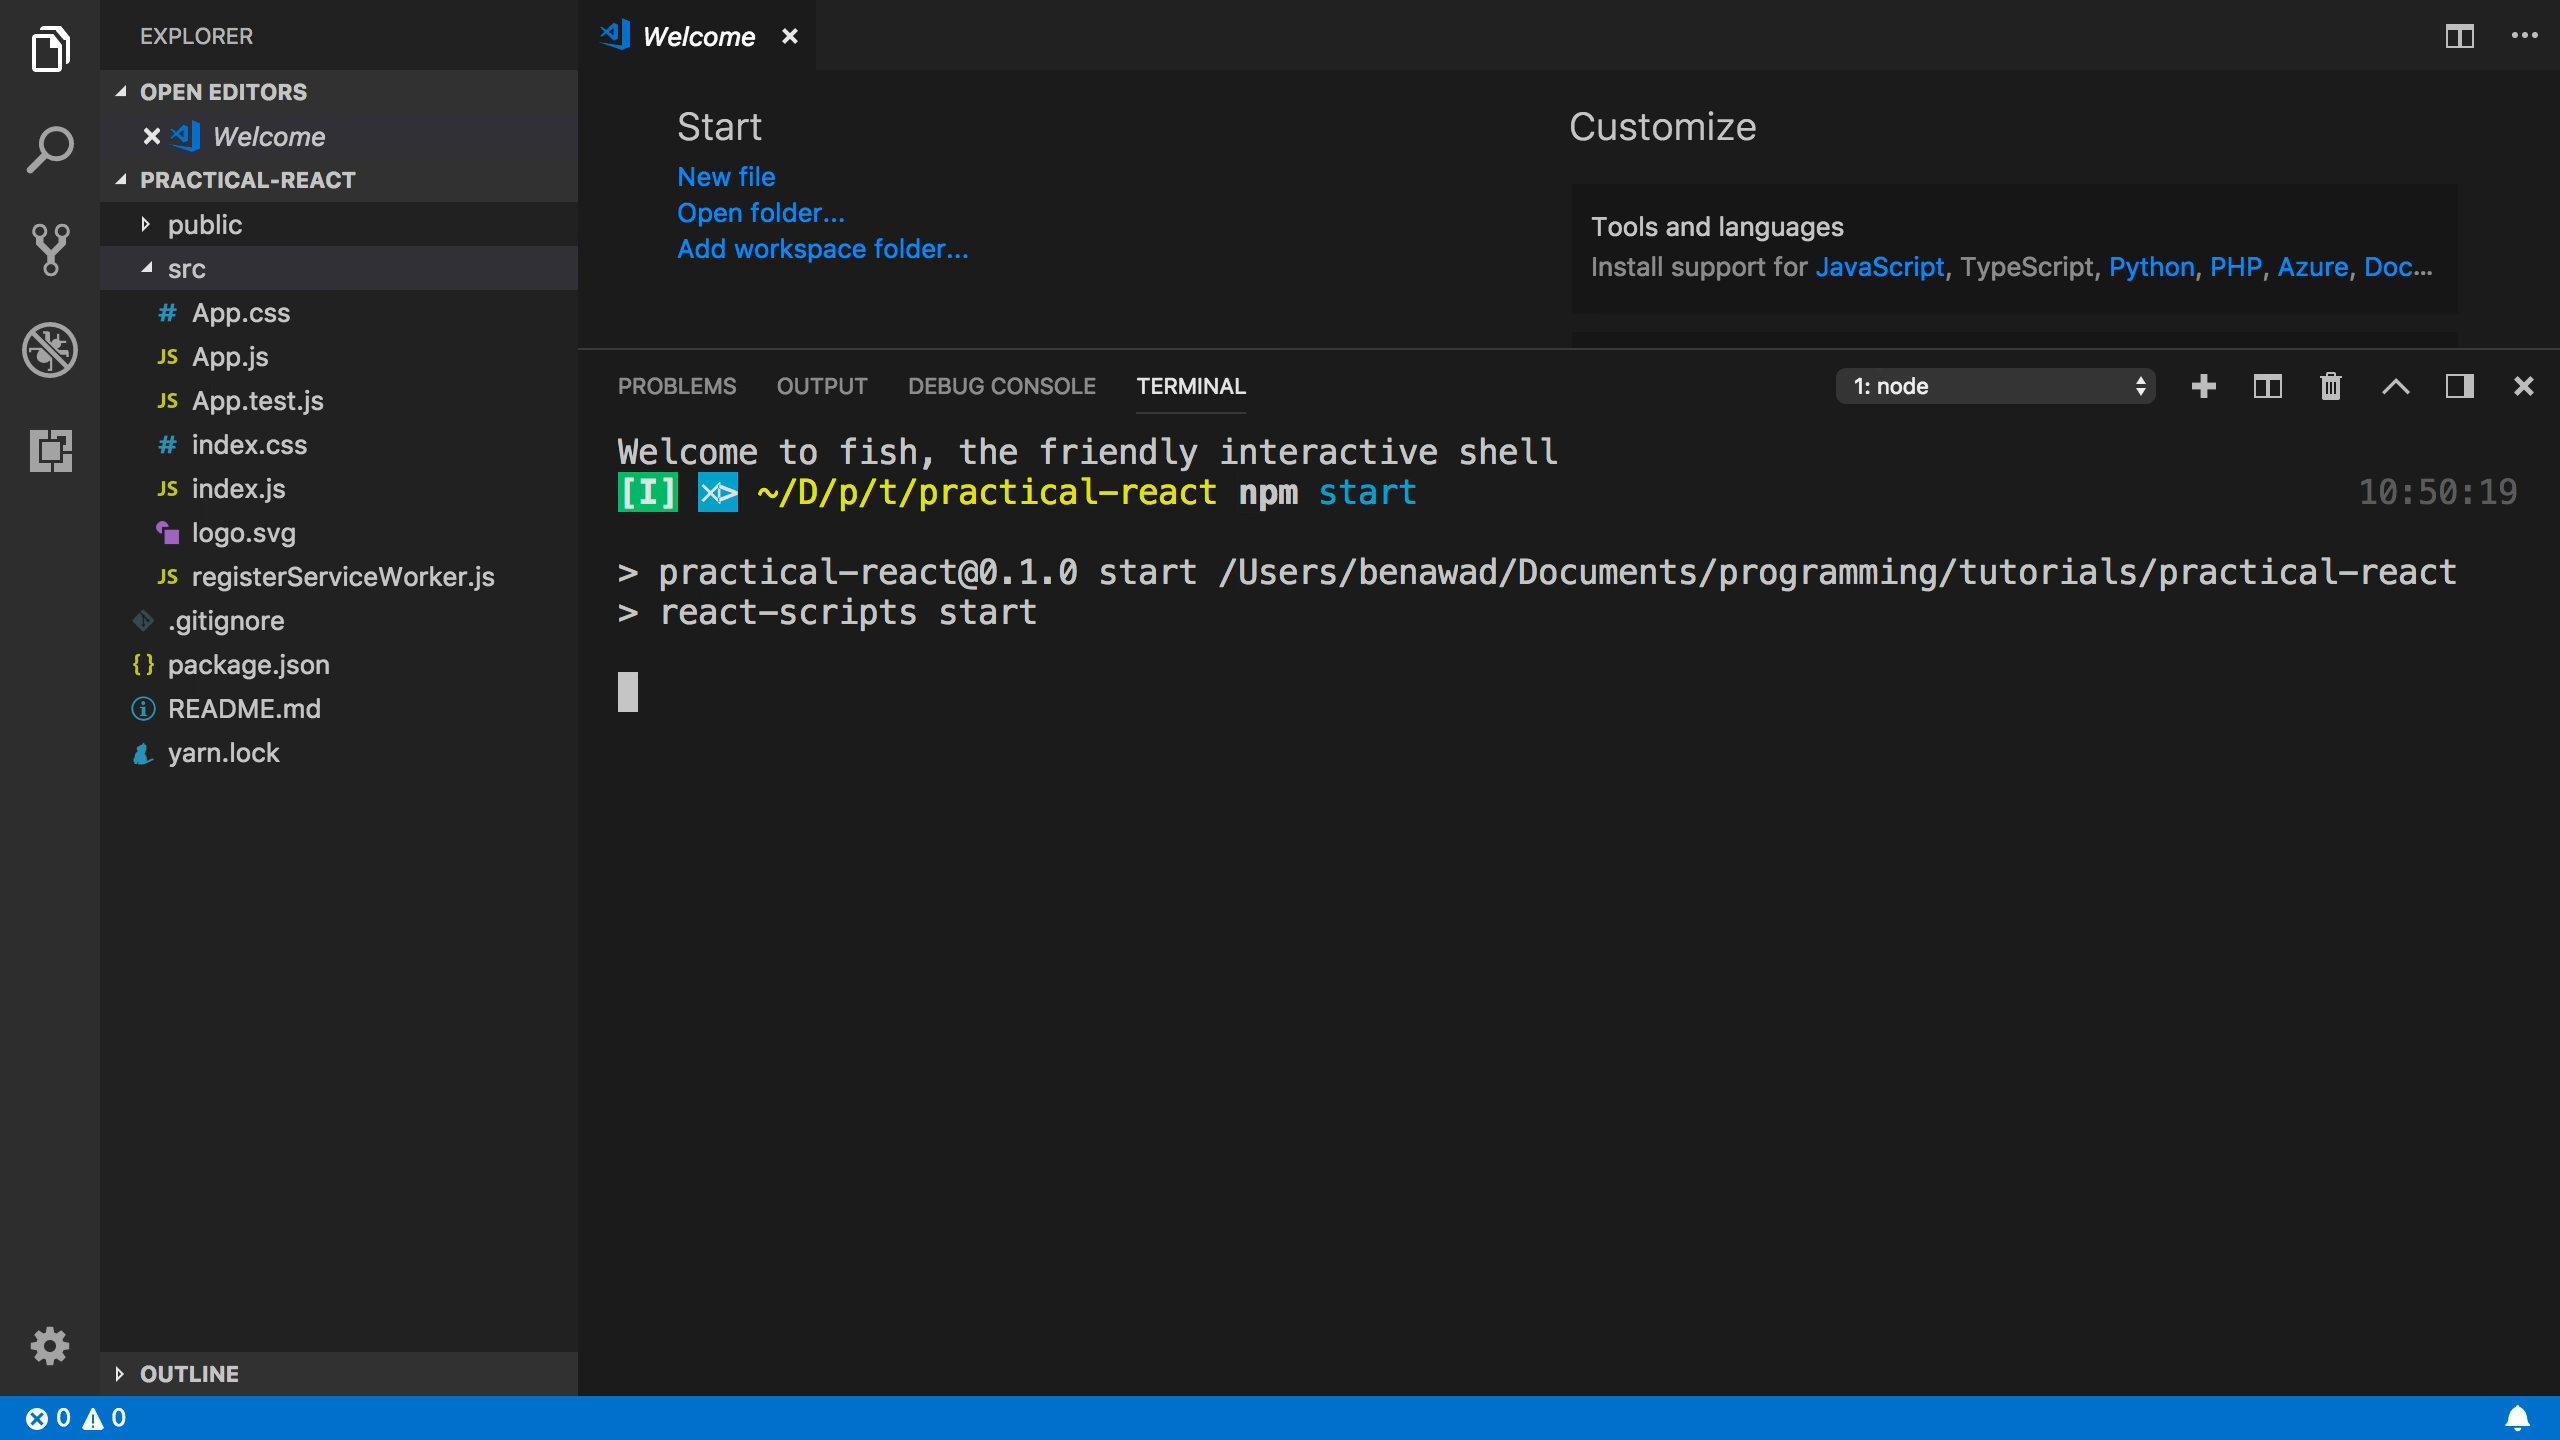 EXPLORER
OPEN EDITORS
Welcome
PRACTICAL-REACT
public
src
# App.css
JS App.js
JS App.test.js
# index.css
JS index.js
logo.svg
JS registerServiceWorker.js
.gitignore
{ } package.json
README.md
yarn.lock
OUTLINE
0 0
Welcome
Start
New file
Open folder...
Add workspace folder...
Customize
Tools and languages
Install support for JavaScript, TypeScript, Python, PHP, Azure, Doc...
PROBLEMS OUTPUT DEBUG CONSOLE TERMINAL 1: node
Welcome to fish, the friendly interactive shell
[I] ~/D/p/t/practical-react npm start 10:50:19
> practical-react@0.1.0 start /Users/benawad/Documents/programming/tutorials/practical-react
> react-scripts start